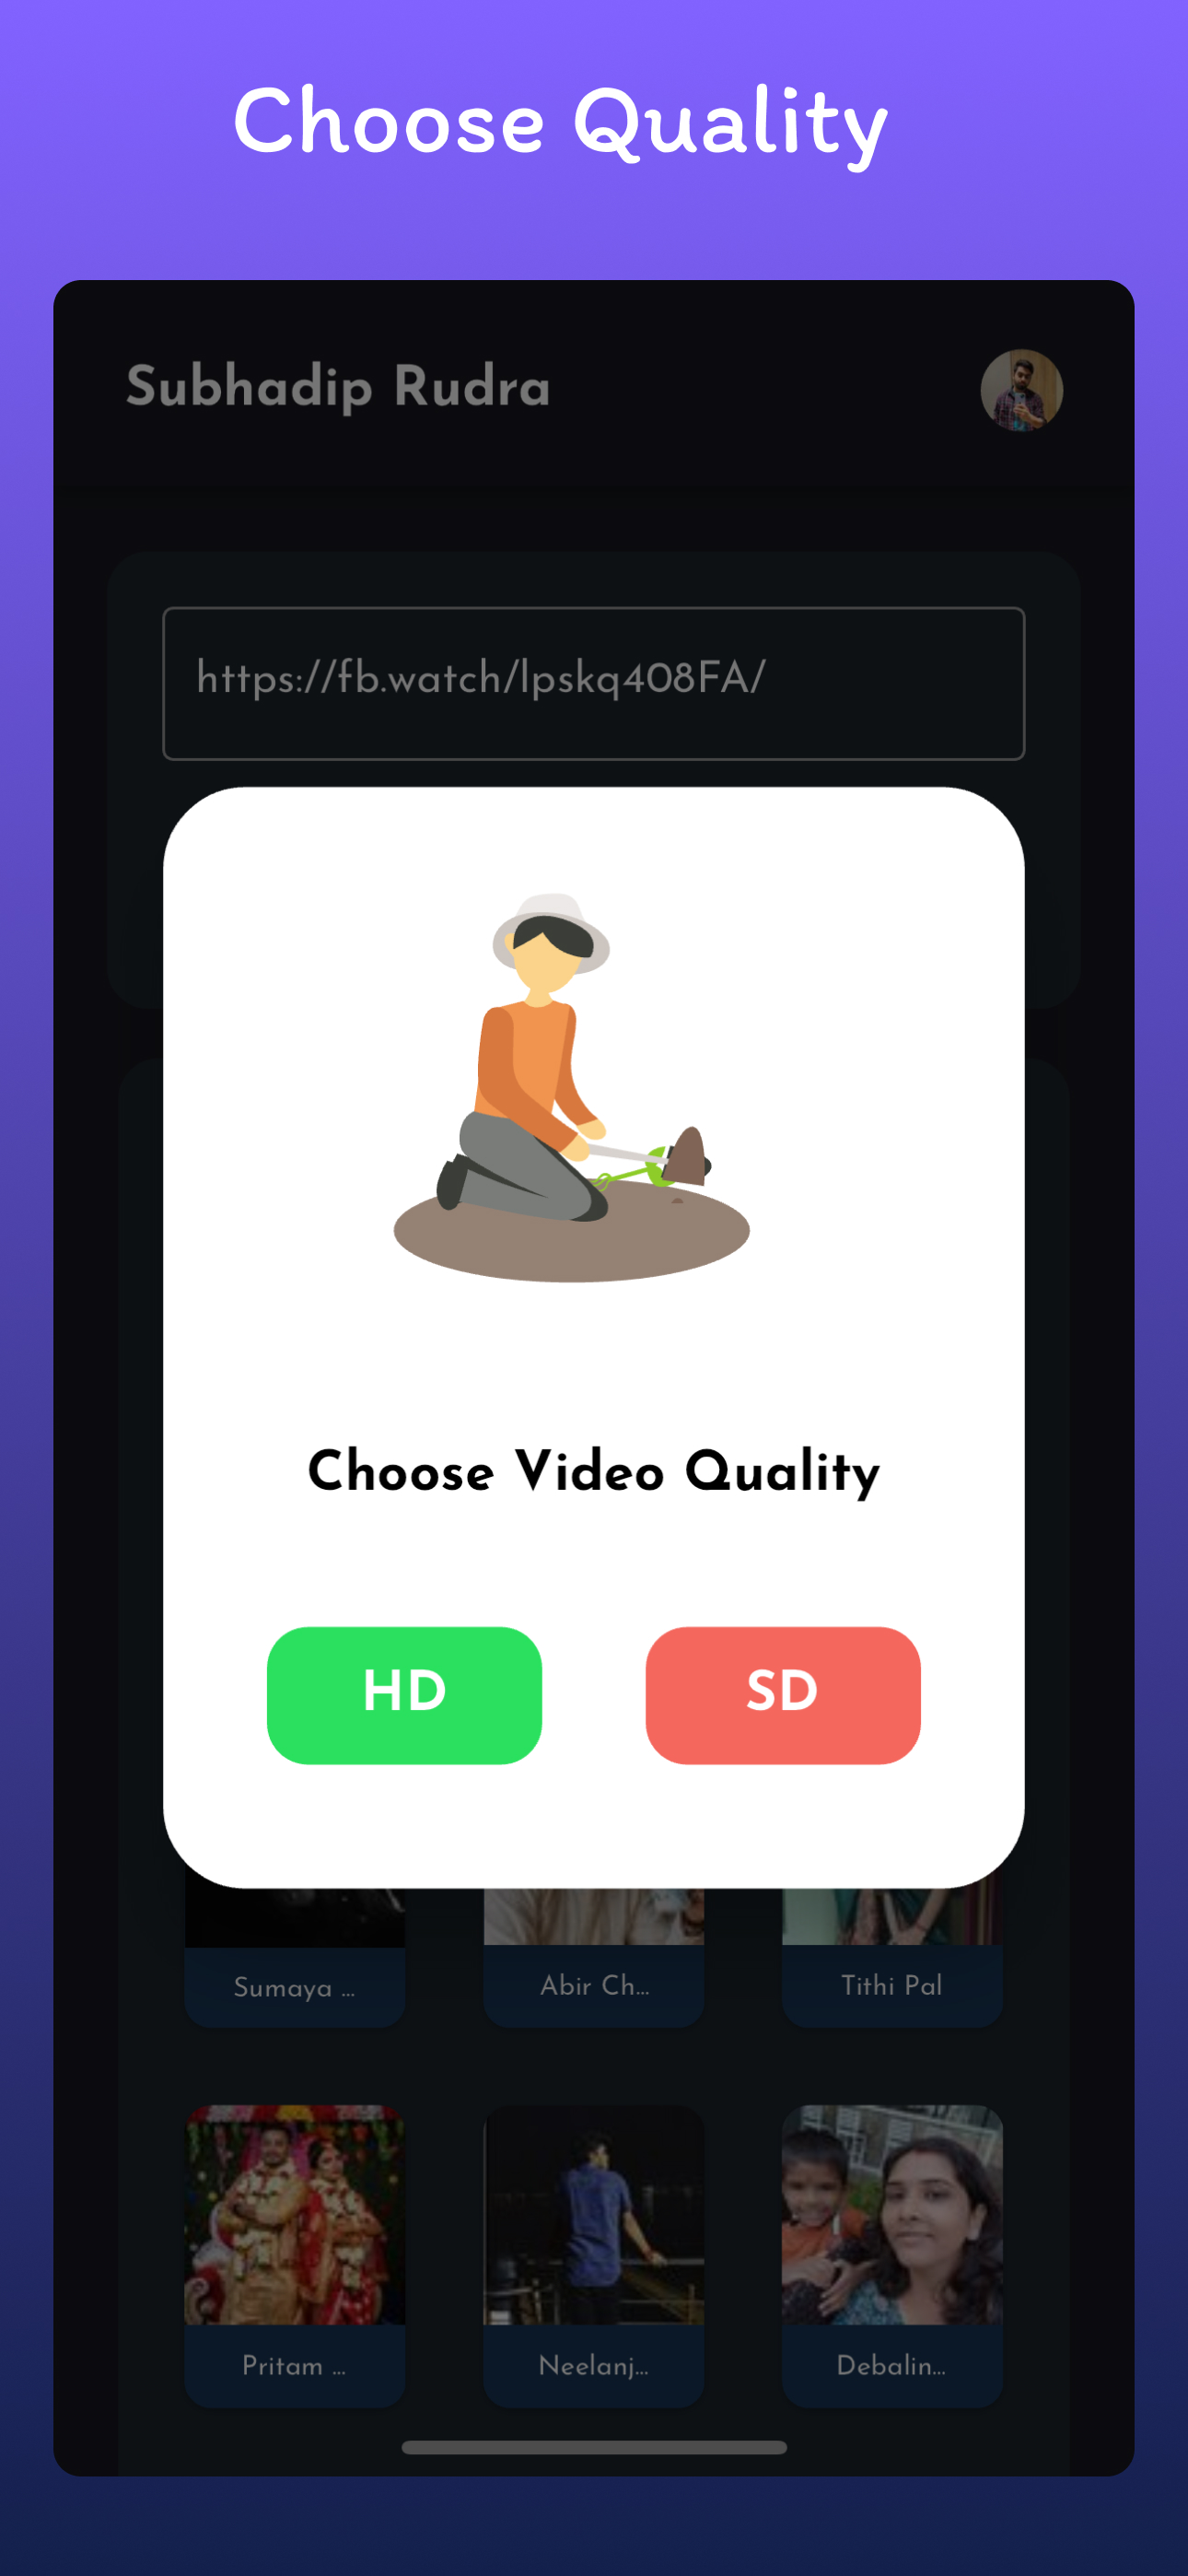 Choose Quality
Subhadip Rudra
https://fb.watch/lpskq408FA/
Choose Video Quality
HD SD
Sumaya ... Abir Ch... Tithi Pal
Pritam ... Neelanj... Debalin...